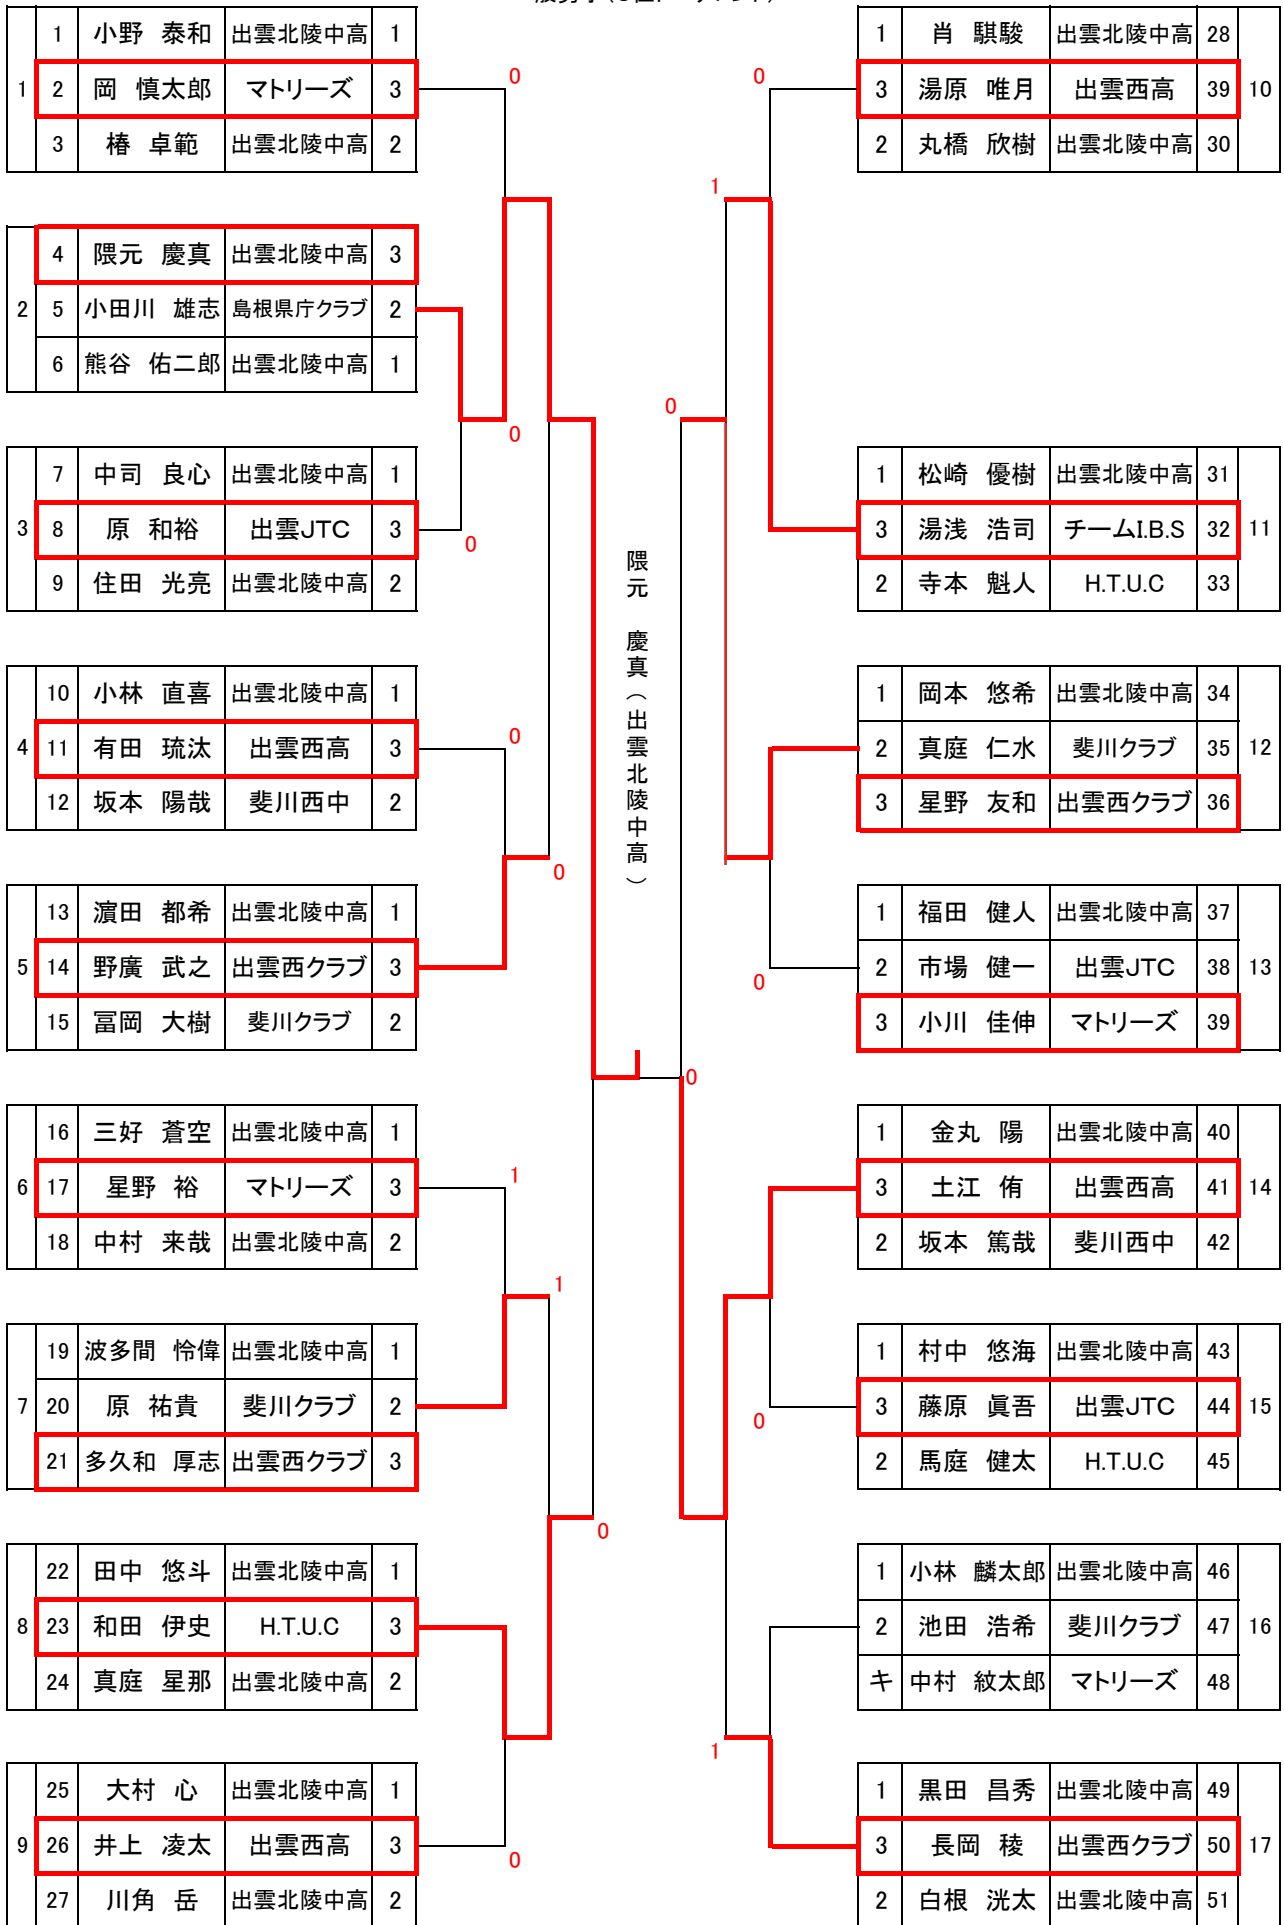 1 小野 泰和 出雲北陵中高 1
1 2 岡 慎太郎 マトリーズ 3
3 椿 卓範 出雲北陵中高 2
0
4 隈元 慶真 出雲北陵中高 3
2 5 小田川 雄志 島根県庁クラブ 2
6 熊谷 佑二郎 出雲北陵中高 1
0
7 中司 良心 出雲北陵中高 1
3 8 原 和裕 出雲JTC 3
9 住田 光亮 出雲北陵中高 2
0
10 小林 直喜 出雲北陵中高 1
4 11 有田 琉汰 出雲西高 3
12 坂本 陽哉 斐川西中 2
0
0
13 濵田 都希 出雲北陵中高 1
5 14 野廣 武之 出雲西クラブ 3
15 冨岡 大樹 斐川クラブ 2
16 三好 蒼空 出雲北陵中高 1
6 17 星野 裕 マトリーズ 3
18 中村 来哉 出雲北陵中高 2
1
1
19 波多間 怜偉 出雲北陵中高 1
7 20 原 祐貴 斐川クラブ 2
21 多久和 厚志 出雲西クラブ 3
0
22 田中 悠斗 出雲北陵中高 1
8 23 和田 伊史 H.T.U.C 3
24 真庭 星那 出雲北陵中高 2
25 大村 心 出雲北陵中高 1
9 26 井上 凌太 出雲西高 3
27 川角 岳 出雲北陵中高 2
0
隈元 慶真(出雲北陵中高)
0
1 肖 騏駿 出雲北陵中高 28
3 湯原 唯月 出雲西高 39 10
2 丸橋 欣樹 出雲北陵中高 30
0
1
0
1 松崎 優樹 出雲北陵中高 31
3 湯浅 浩司 チームI.B.S 32 11
2 寺本 魁人 H.T.U.C 33
1 岡本 悠希 出雲北陵中高 34
2 真庭 仁水 斐川クラブ 35 12
3 星野 友和 出雲西クラブ 36
1 福田 健人 出雲北陵中高 37
2 市場 健一 出雲JTC 38 13
3 小川 佳伸 マトリーズ 39
0
1 金丸 陽 出雲北陵中高 40
3 土江 侑 出雲西高 41 14
2 坂本 篤哉 斐川西中 42
1 村中 悠海 出雲北陵中高 43
3 藤原 眞吾 出雲JTC 44 15
2 馬庭 健太 H.T.U.C 45
0
1 小林 麟太郎 出雲北陵中高 46
2 池田 浩希 斐川クラブ 47 16
キ 中村 紋太郎 マトリーズ 48
1
1 黒田 昌秀 出雲北陵中高 49
3 長岡 稜 出雲西クラブ 50 17
2 白根 洸太 出雲北陵中高 51